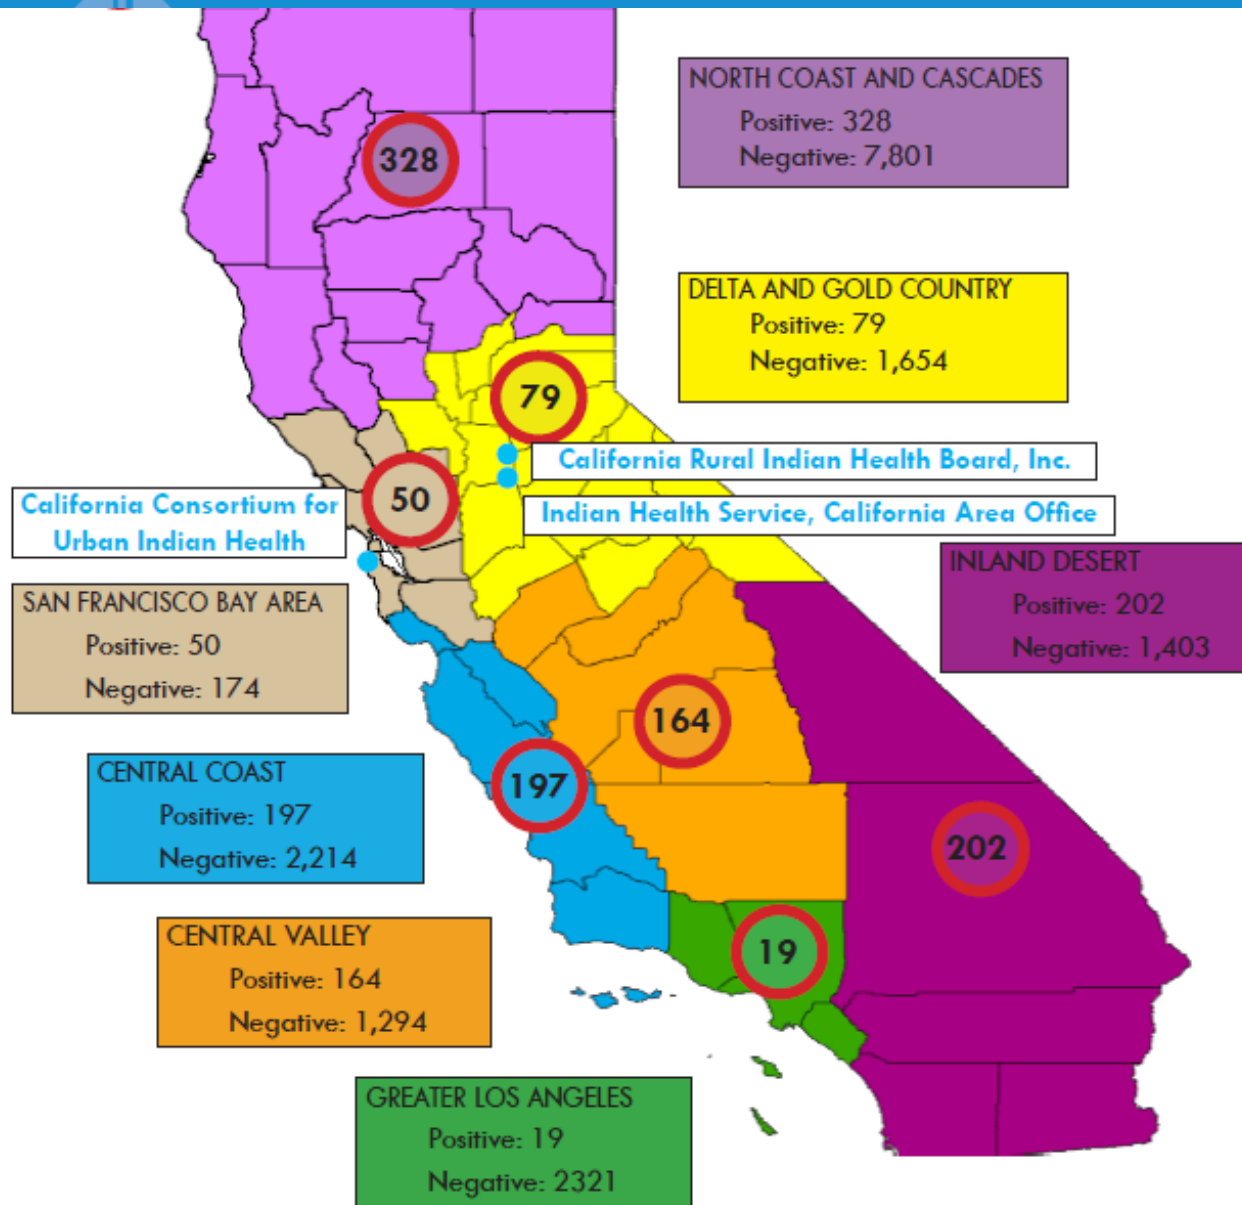 NORTH COAST AND CASCADES
Positive: 328
Negative: 7,801
328
DELTA AND GOLD COUNTRY
Positive: 79
Negative: 1,654
79
California Rural Indian Health Board, Inc.
Indian Health Service, California Area Office
50
California Consortium for
Urban Indian Health
SAN FRANCISCO BAY AREA
Positive: 50
Negative: 174
INLAND DESERT
Positive: 202
Negative: 1,403
164
CENTRAL COAST
Positive: 197
Negative: 2,214
197
202
CENTRAL VALLEY
Positive: 164
Negative: 1,294
19
GREATER LOS ANGELES
Positive: 19
Negative: 2321